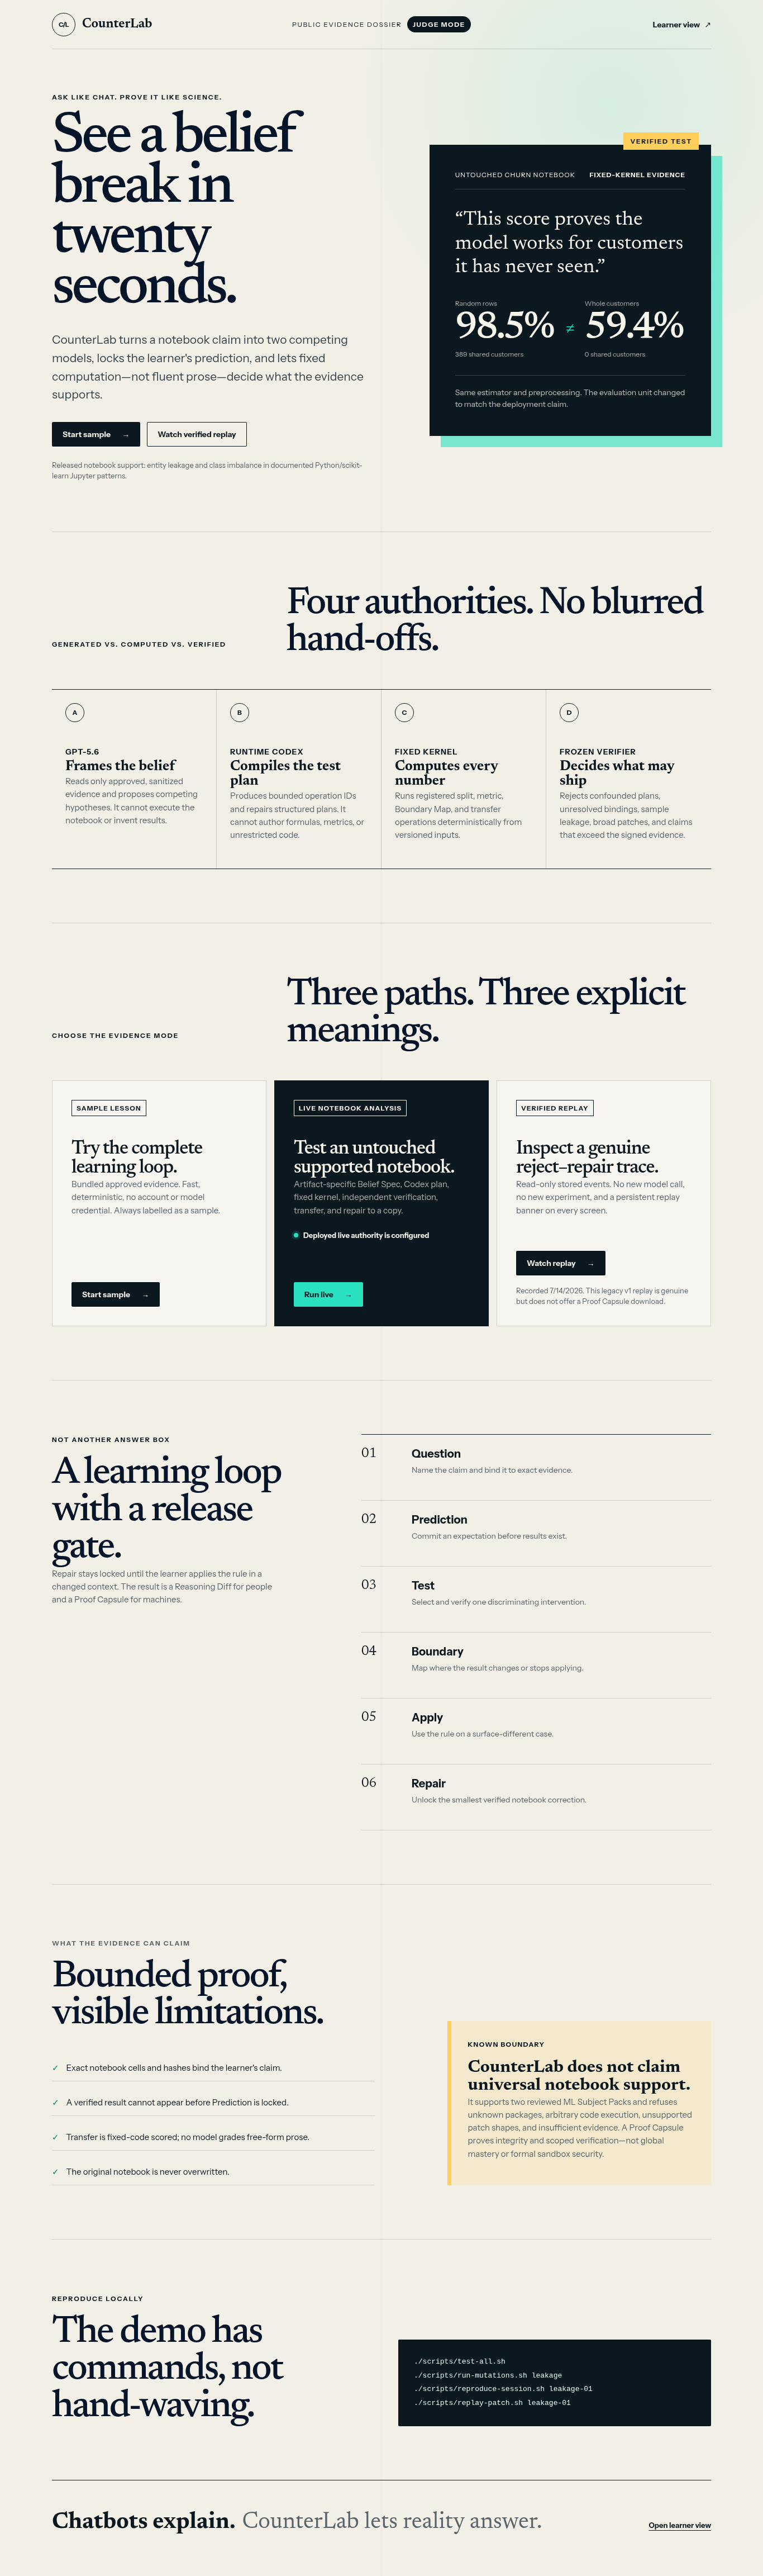 C/L CounterLab
PUBLIC EVIDENCE DOSSIER JUDGE MODE
Learner view ↗
ASK LIKE CHAT. PROVE IT LIKE SCIENCE.
See a belief
break in
twenty
seconds.
CounterLab turns a notebook claim into two competing
models, locks the learner's prediction, and lets fixed
computation—not fluent prose—decide what the evidence
supports.
Start sample →
Watch verified replay
Released notebook support: entity leakage and class imbalance in documented Python/scikit-
learn Jupyter patterns.
VERIFIED TEST
UNTOUCHED CHURN NOTEBOOK
FIXED-KERNEL EVIDENCE
“This score proves the
model works for customers
it has never seen.”
Random rows
98.5%
389 shared customers
≠
Whole customers
59.4%
0 shared customers
Same estimator and preprocessing. The evaluation unit changed
to match the deployment claim.
GENERATED VS. COMPUTED VS. VERIFIED
Four authorities. No blurred
hand-offs.
A
GPT-5.6
Frames the belief
Reads only approved, sanitized
evidence and proposes competing
hypotheses. It cannot execute the
notebook or invent results.
B
RUNTIME CODEX
Compiles the test
plan
Produces bounded operation IDs
and repairs structured plans. It
cannot author formulas, metrics, or
unrestricted code.
C
FIXED KERNEL
Computes every
number
Runs registered split, metric,
Boundary Map, and transfer
operations deterministically from
versioned inputs.
D
FROZEN VERIFIER
Decides what may
ship
Rejects confounded plans,
unresolved bindings, sample
leakage, broad patches, and claims
that exceed the signed evidence.
CHOOSE THE EVIDENCE MODE
Three paths. Three explicit
meanings.
SAMPLE LESSON
Try the complete
learning loop.
Bundled approved evidence. Fast,
deterministic, no account or model
credential. Always labelled as a sample.
Start sample →
LIVE NOTEBOOK ANALYSIS
Test an untouched
supported notebook.
Artifact-specific Belief Spec, Codex plan,
fixed kernel, independent verification,
transfer, and repair to a copy.
Deployed live authority is configured
Run live →
VERIFIED REPLAY
Inspect a genuine
reject–repair trace.
Read-only stored events. No new model call,
no new experiment, and a persistent replay
banner on every screen.
Watch replay →
Recorded 7/14/2026. This legacy v1 replay is genuine
but does not offer a Proof Capsule download.
NOT ANOTHER ANSWER BOX
A learning loop
with a release
gate.
Repair stays locked until the learner applies the rule in a
changed context. The result is a Reasoning Diff for people
and a Proof Capsule for machines.
01 Question
Name the claim and bind it to exact evidence.
02 Prediction
Commit an expectation before results exist.
03 Test
Select and verify one discriminating intervention.
04 Boundary
Map where the result changes or stops applying.
05 Apply
Use the rule on a surface-different case.
06 Repair
Unlock the smallest verified notebook correction.
WHAT THE EVIDENCE CAN CLAIM
Bounded proof,
visible limitations.
✓ Exact notebook cells and hashes bind the learner's claim.
✓ A verified result cannot appear before Prediction is locked.
✓ Transfer is fixed-code scored; no model grades free-form prose.
✓ The original notebook is never overwritten.
KNOWN BOUNDARY
CounterLab does not claim
universal notebook support.
It supports two reviewed ML Subject Packs and refuses
unknown packages, arbitrary code execution, unsupported
patch shapes, and insufficient evidence. A Proof Capsule
proves integrity and scoped verification—not global
mastery or formal sandbox security.
REPRODUCE LOCALLY
The demo has
commands, not
hand-waving.
./scripts/test-all.sh
./scripts/run-mutations.sh leakage
./scripts/reproduce-session.sh leakage-01
./scripts/replay-patch.sh leakage-01
Chatbots explain. CounterLab lets reality answer.
Open learner view